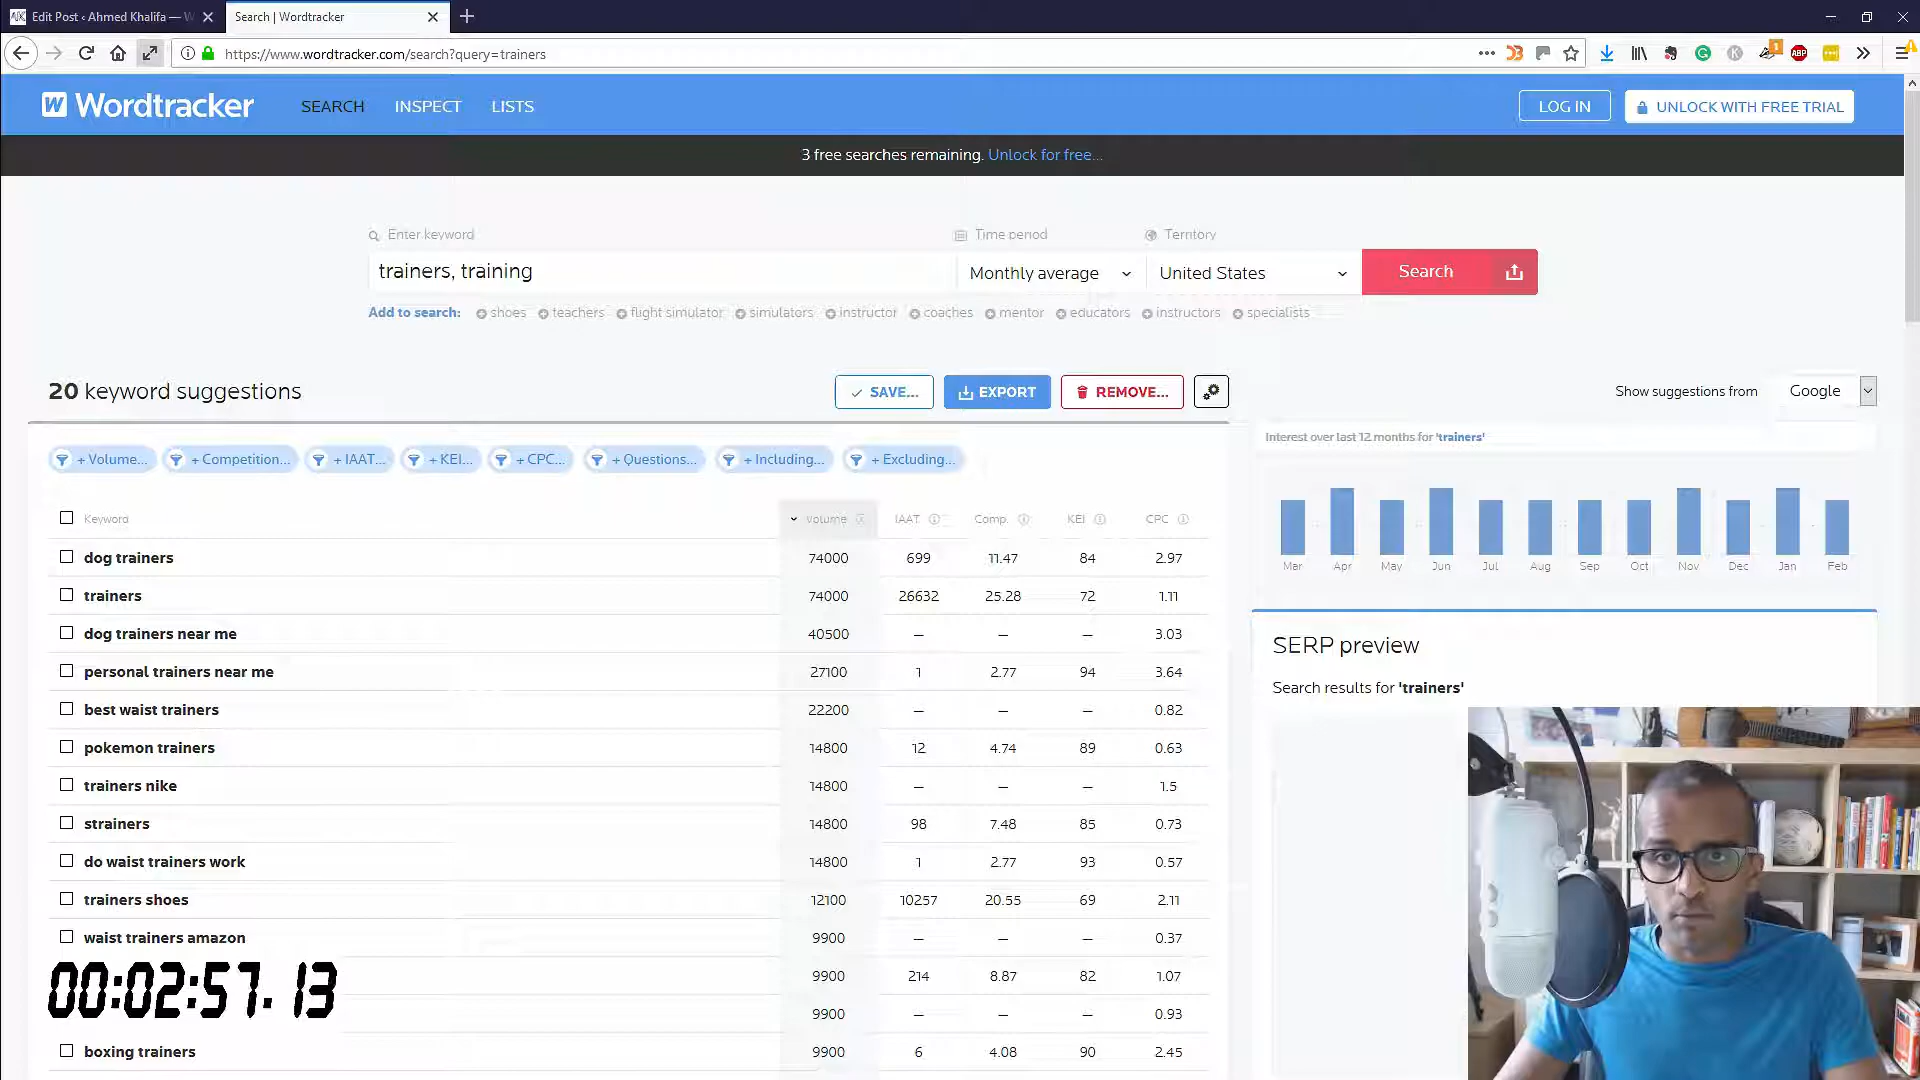 Edit Post ‹ Ahmed Khalifa — W
Search | Wordtracker
https://www.wordtracker.com/search?query=trainers
ABP
Wordtracker
SEARCH
INSPECT
LISTS
LOG IN
UNLOCK WITH FREE TRIAL
3 free searches remaining. Unlock for free...
Enter keyword
Time period
Territory
trainers, training
Monthly average
United States
Search
Add to search: shoes teachers flight simulator simulators instructor coaches mentor educators instructors specialists
20 keyword suggestions
SAVE...
EXPORT
REMOVE...
Show suggestions from
Google
+ Volume... + Competition... + IAAT... + KEI... + CPC... + Questions... + Including... + Excluding...
Interest over last 12 months for 'trainers'
Mar Apr May Jun Jul Aug Sep Oct Nov Dec Jan Feb
Keyword Volume IAAT Comp. KEI CPC
dog trainers 74000 699 11.47 84 2.97
trainers 74000 26632 25.28 72 1.11
dog trainers near me 40500 – – – 3.03
personal trainers near me 27100 1 2.77 94 3.64
best waist trainers 22200 – – – 0.82
pokemon trainers 14800 12 4.74 89 0.63
trainers nike 14800 – – – 1.5
strainers 14800 98 7.48 85 0.73
do waist trainers work 14800 1 2.77 93 0.57
trainers shoes 12100 10257 20.55 69 2.11
waist trainers amazon 9900 – – – 0.37
9900 214 8.87 82 1.07
9900 – – – 0.93
boxing trainers 9900 6 4.08 90 2.45
SERP preview
Search results for 'trainers'
00:02:57.13